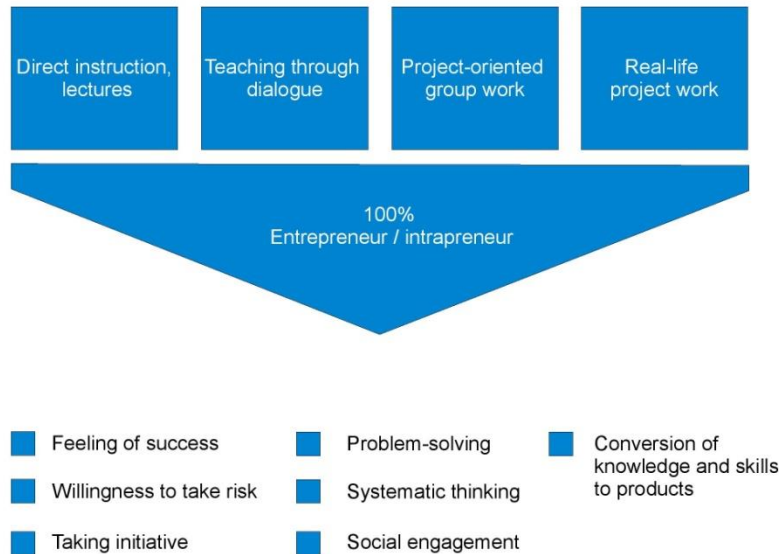 Direct instruction,
lectures
Teaching through
dialogue
Project-oriented
group work
Real-life
project work
100%
Entrepreneur / intrapreneur
Feeling of success
Willingness to take risk
Taking initiative
Problem-solving
Systematic thinking
Social engagement
Conversion of
knowledge and skills
to products